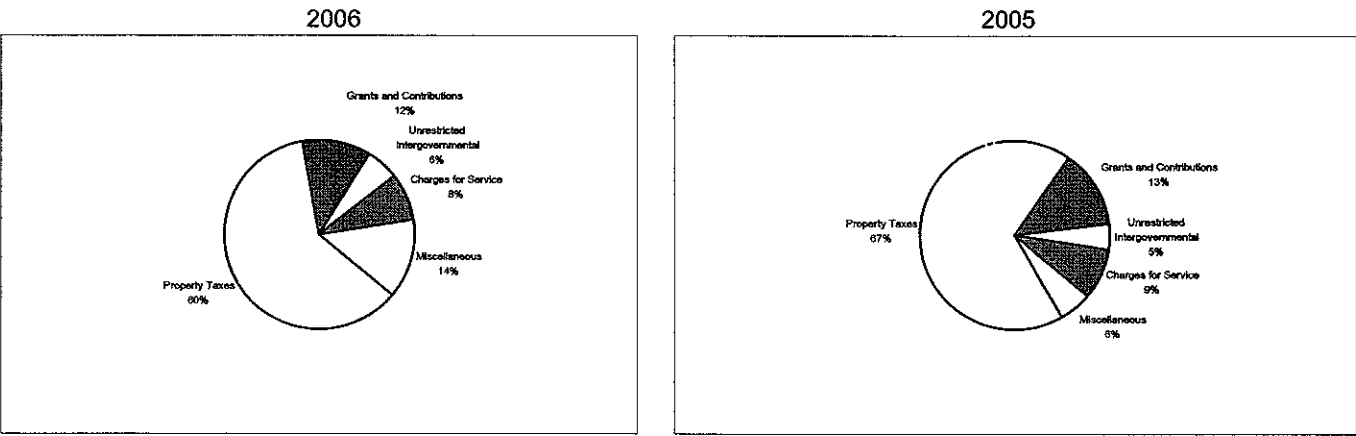 2006
Grants and Contributions
12%
Unrestricted
Intergovernmental
6%
Charges for Service
8%
Miscellaneous
14%
Property Taxes
60%
2005
Grants and Contributions
13%
Unrestricted
Intergovernmental
5%
Charges for Service
9%
Miscellaneous
6%
Property Taxes
67%